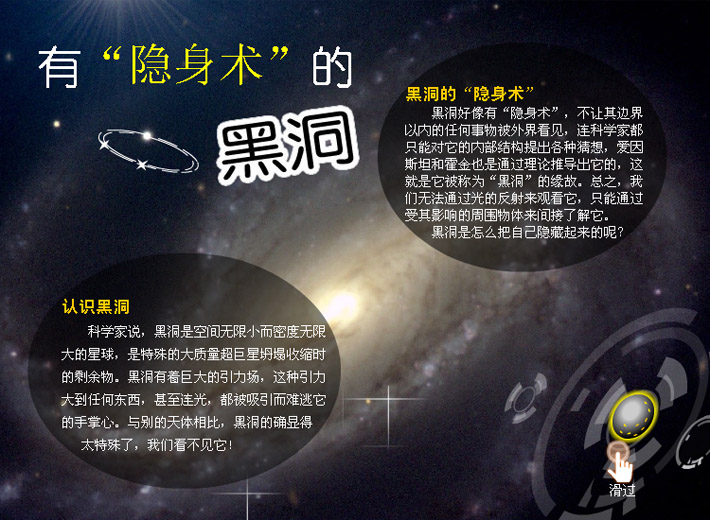 有“隐身术”的
黑洞
黑洞的“隐身术”
黑洞好像有“隐身术”，不让其边界
以内的任何事物被外界看见，连科学家都
只能对它的内部结构提出各种猜想，爱因
斯坦和霍金也是通过理论推导出它的，这
就是它被称为“黑洞”的缘故。总之，我
们无法通过光的反射来观看它，只能通过
受其影响的周围物体来间接了解它。
黑洞是怎么把自己隐藏起来的呢？
认识黑洞
科学家说，黑洞是空间无限小而密度无限
大的星球，是特殊的大质量超巨星坍塌收缩时
的剩余物。黑洞有着巨大的引力场，这种引力
大到任何东西，甚至连光，都被吸引而难逃它
的手掌心。与别的天体相比，黑洞的确显得
太特殊了，我们看不见它！
滑过